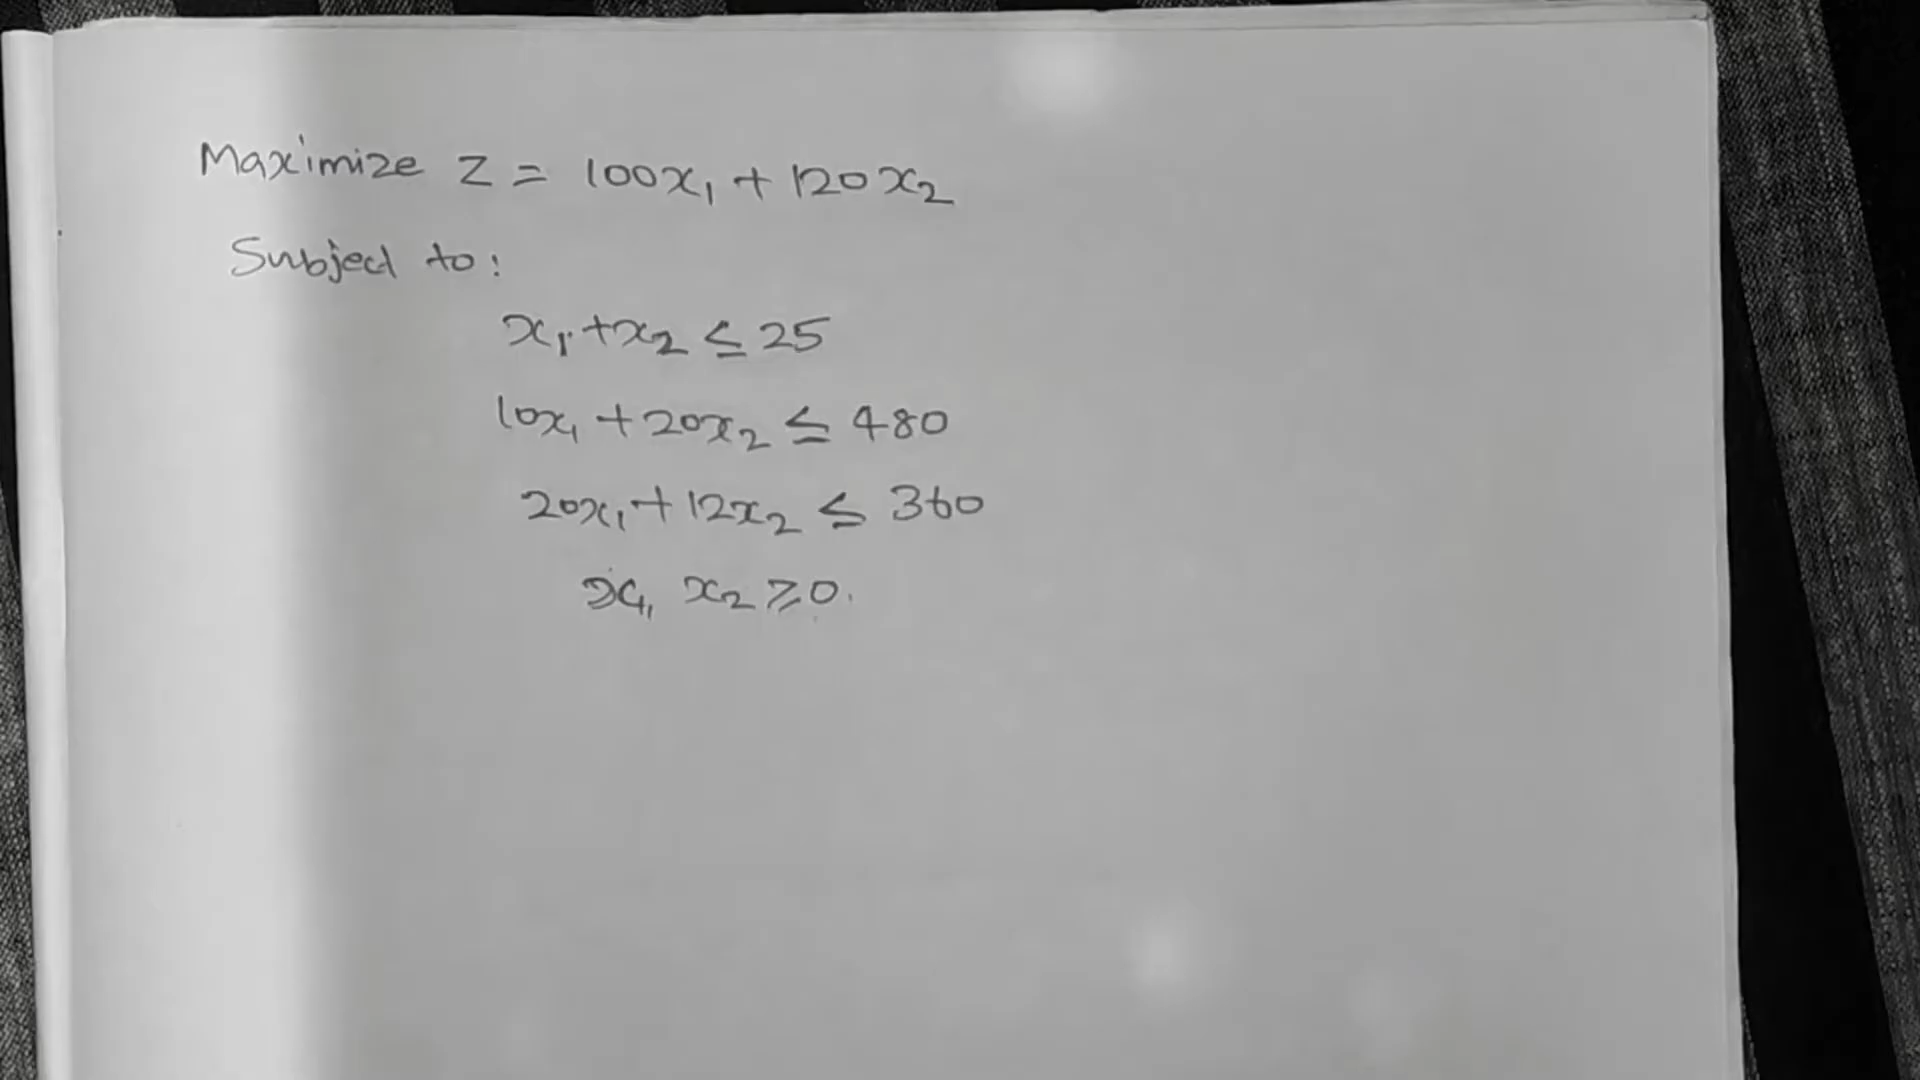 Maximize Z = 100x₁ + 120x₂
Subject to:
x₁ + x₂ ≤ 25
10x₁ + 20x₂ ≤ 480
20x₁ + 12x₂ ≤ 360
x₁, x₂ ≥ 0.